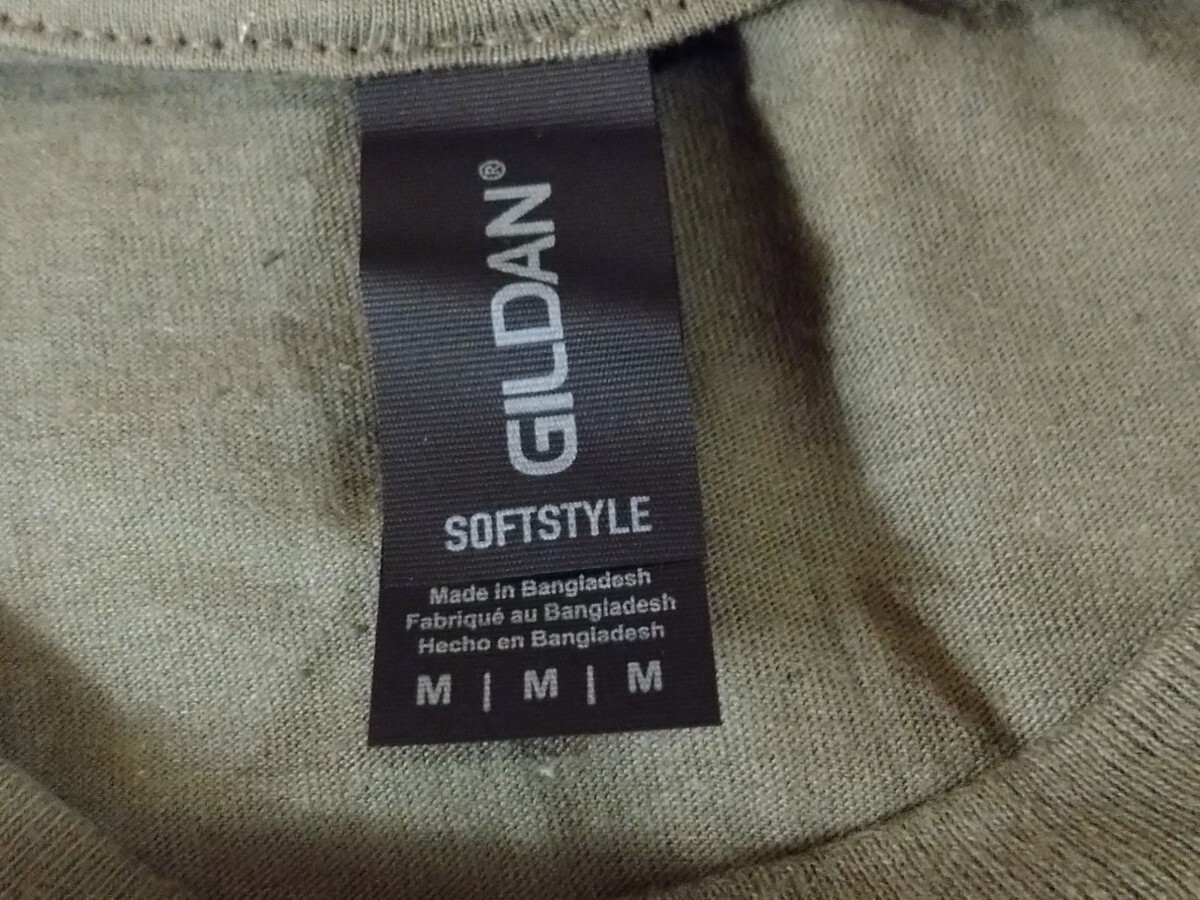 GILDAN®
SOFTSTYLE
Made in Bangladesh
Fabriqué au Bangladesh
Hecho en Bangladesh
M | M | M